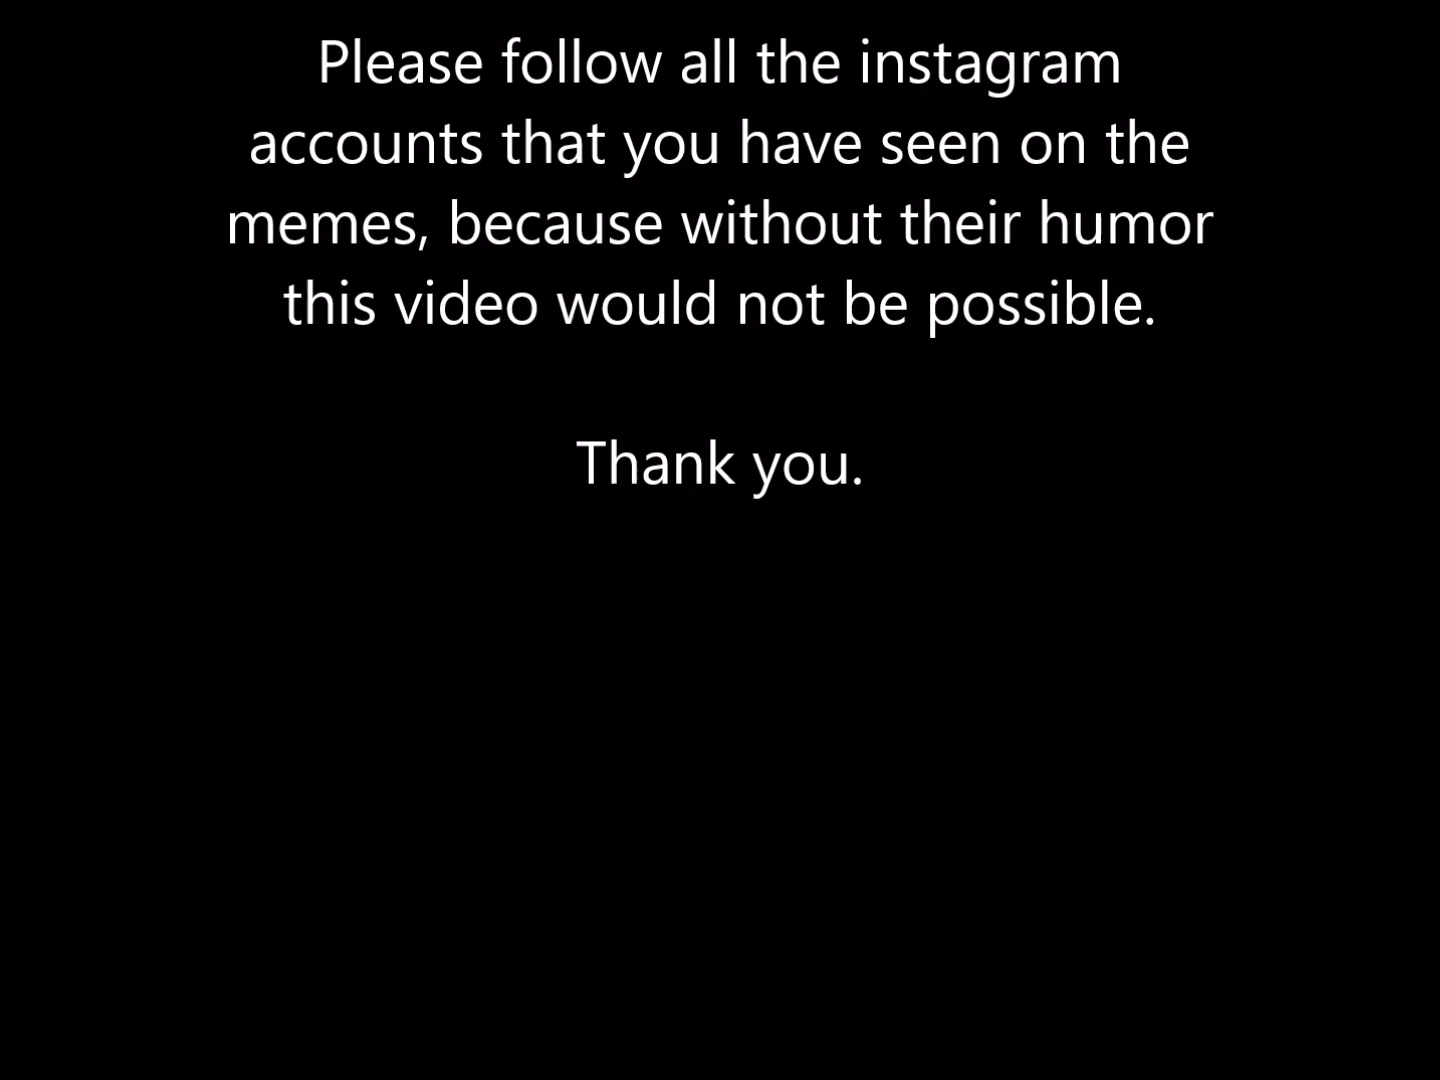 Please follow all the instagram
accounts that you have seen on the
memes, because without their humor
this video would not be possible.
Thank you.